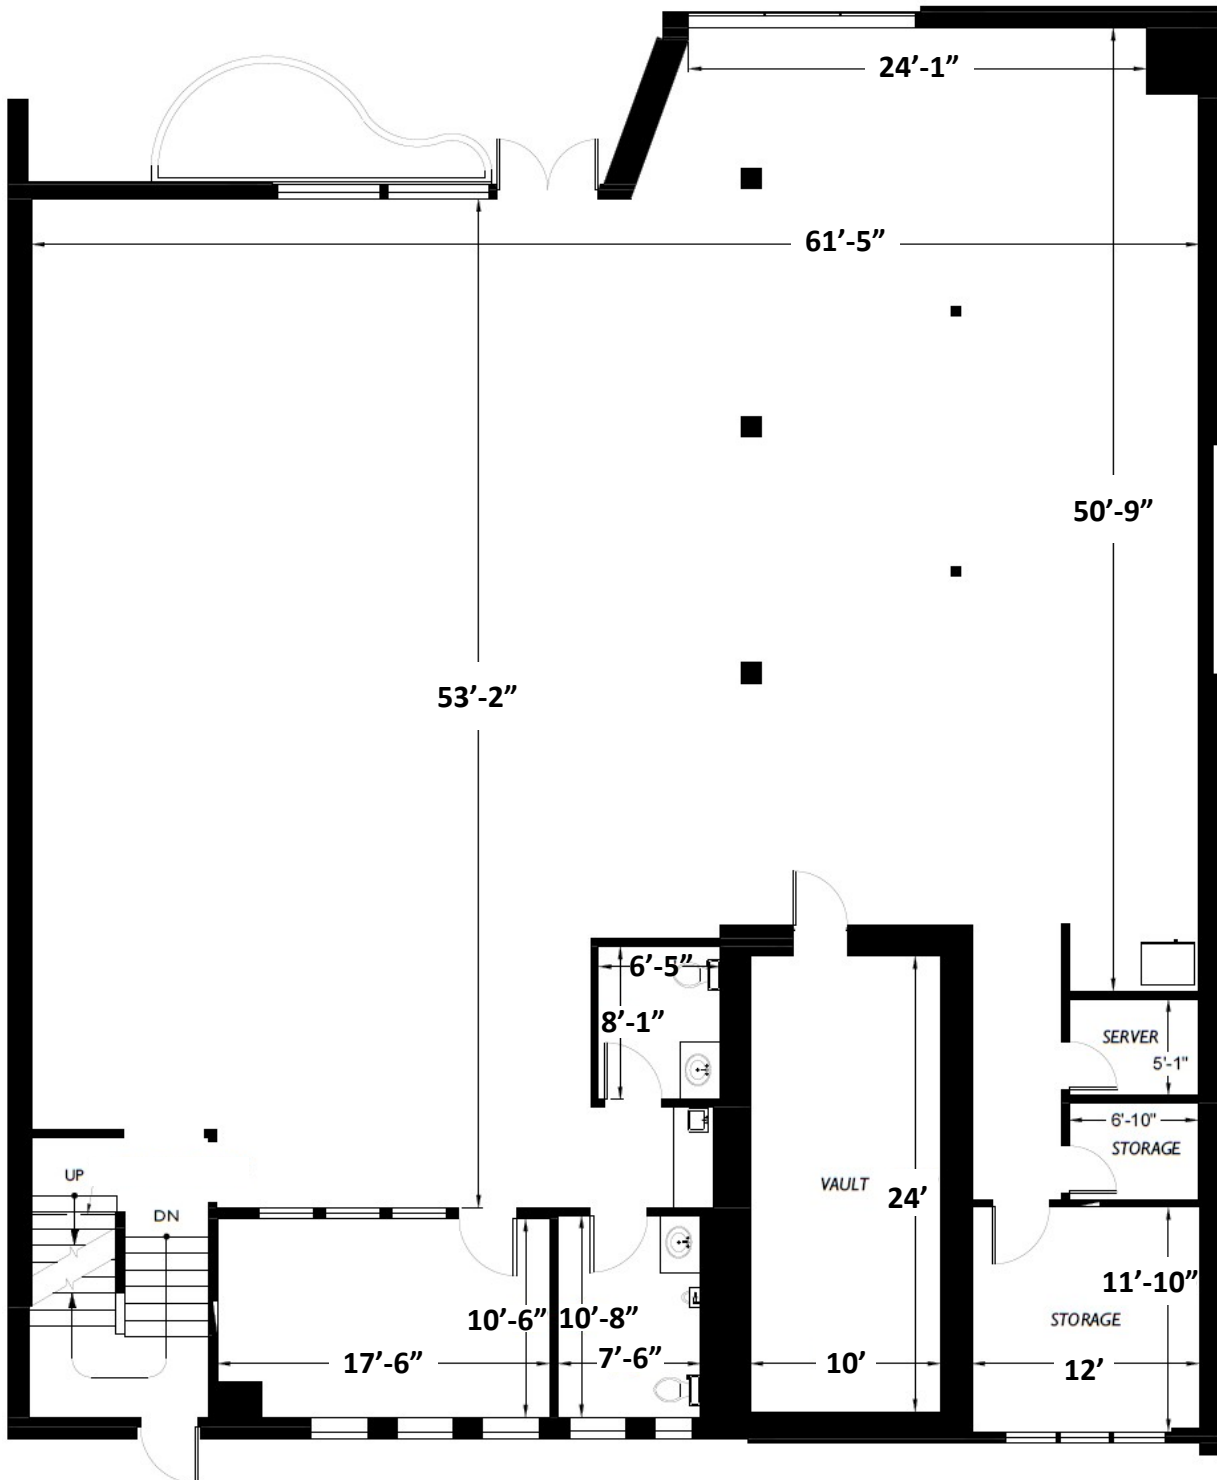 24’-1”
61’-5”
50’-9”
53’-2”
6’-5”
8’-1”
SERVER
5'-1"
6'-10"
STORAGE
UP
DN
VAULT
24’
10’-6”
10’-8”
11’-10”
STORAGE
17’-6”
7’-6”
10’
12’